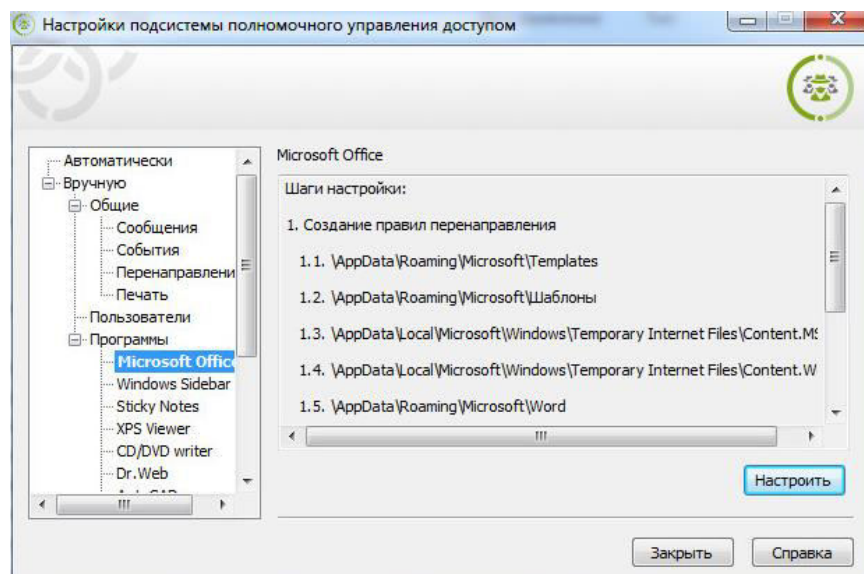 Настройки подсистемы полномочного управления доступом
Автоматически
Вручную
Общие
Сообщения
События
Перенаправлени
Печать
Пользователи
Программы
Microsoft Office
Windows Sidebar
Sticky Notes
XPS Viewer
CD/DVD writer
Dr.Web
Microsoft Office
Шаги настройки:
1. Создание правил перенаправления
1.1. \AppData\Roaming\Microsoft\Templates
1.2. \AppData\Roaming\Microsoft\Шаблоны
1.3. \AppData\Local\Microsoft\Windows\Temporary Internet Files\Content.MS
1.4. \AppData\Local\Microsoft\Windows\Temporary Internet Files\Content.W
1.5. \AppData\Roaming\Microsoft\Word
Настроить
Закрыть Справка